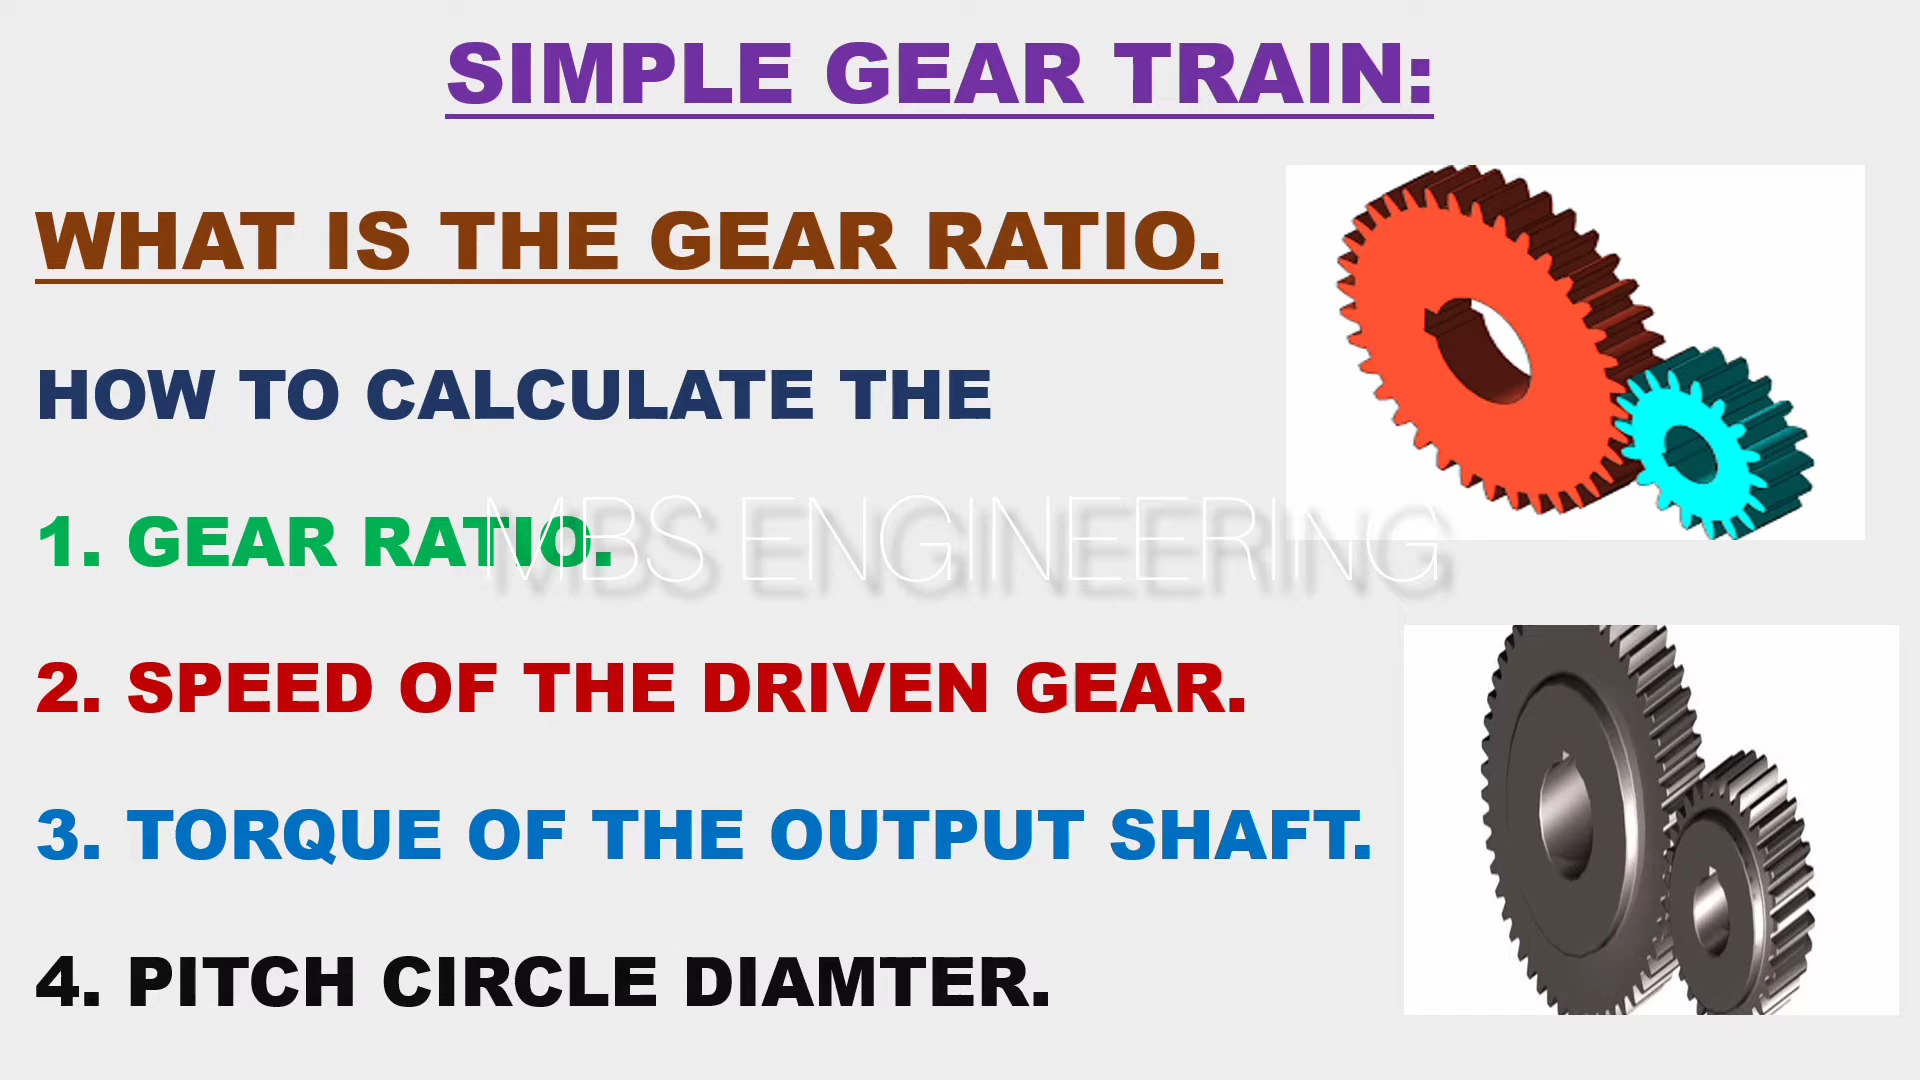 SIMPLE GEAR TRAIN:
WHAT IS THE GEAR RATIO.
HOW TO CALCULATE THE
1. GEAR RATIO.
MBS ENGINEERING
2. SPEED OF THE DRIVEN GEAR.
3. TORQUE OF THE OUTPUT SHAFT.
4. PITCH CIRCLE DIAMTER.